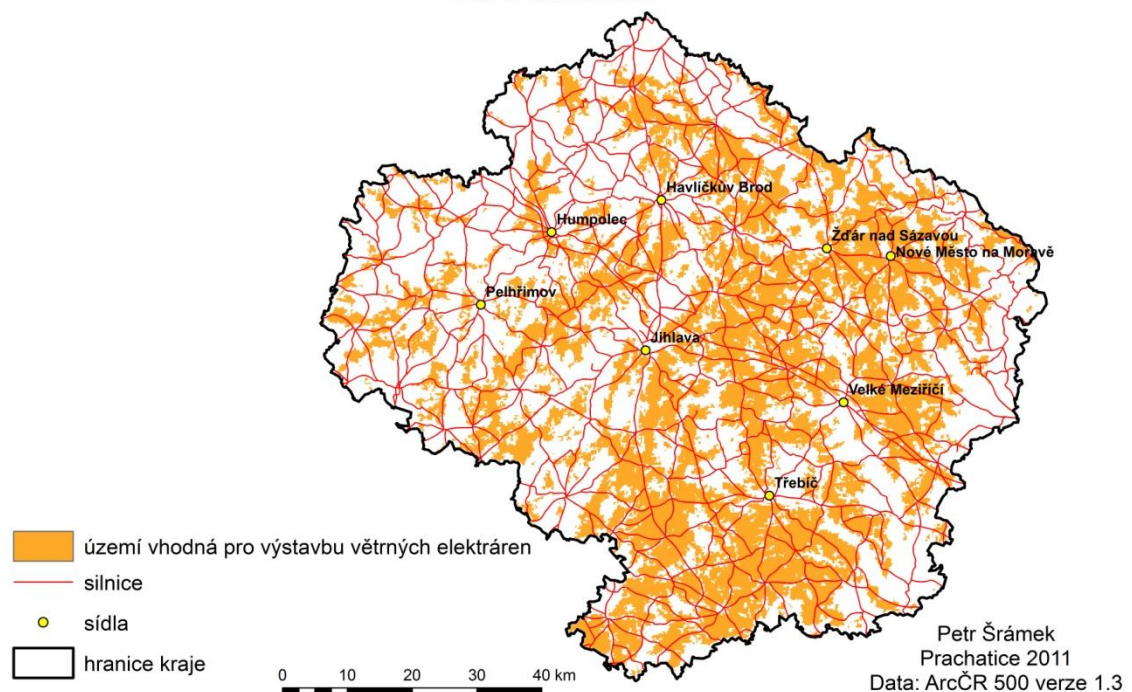 Havlíčkův Brod
Humpolec
Žďár nad Sázavou
Nové Město na Moravě
Pelhřimov
Jihlava
Velké Meziříčí
Třebíč
území vhodná pro výstavbu větrných elektráren
silnice
sídla
hranice kraje
0 10 20 30 40 km
Petr Šrámek
Prachatice 2011
Data: ArcČR 500 verze 1.3